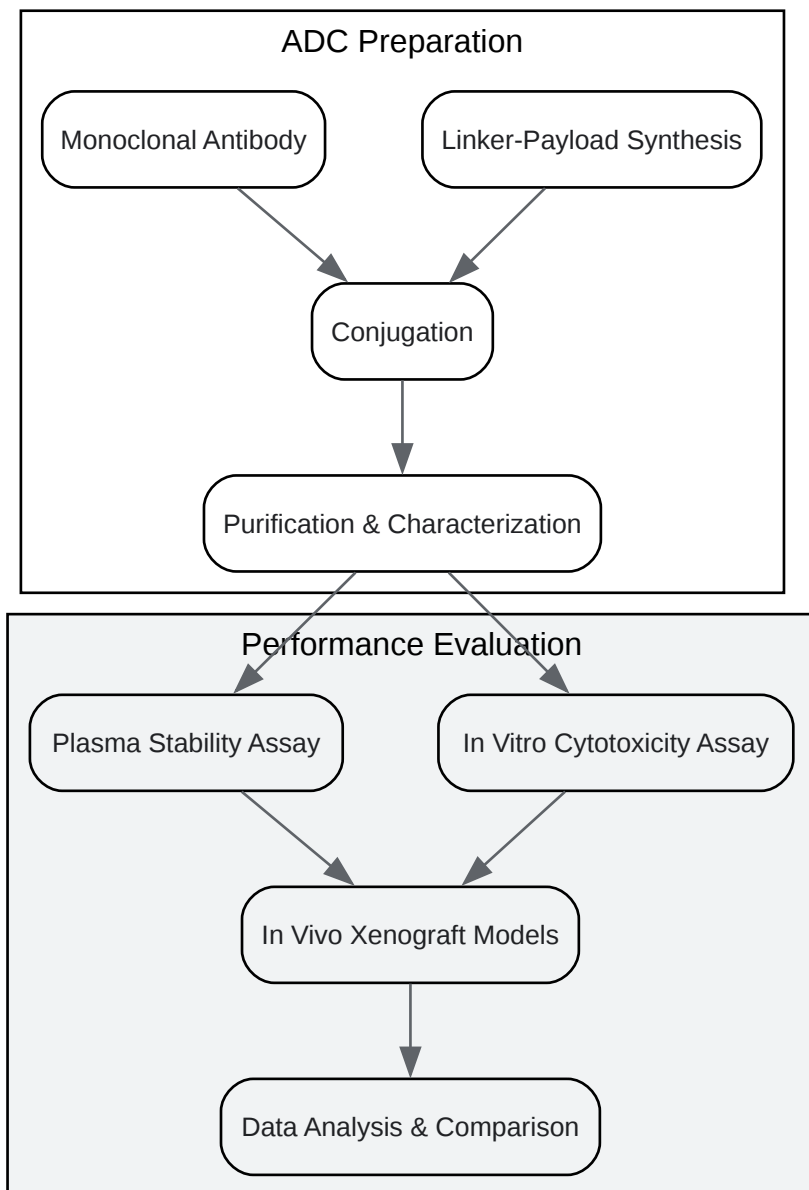 ADC Preparation
Monoclonal Antibody
Linker-Payload Synthesis
Conjugation
Purification & Characterization
Performance Evaluation
Plasma Stability Assay
In Vitro Cytotoxicity Assay
In Vivo Xenograft Models
Data Analysis & Comparison